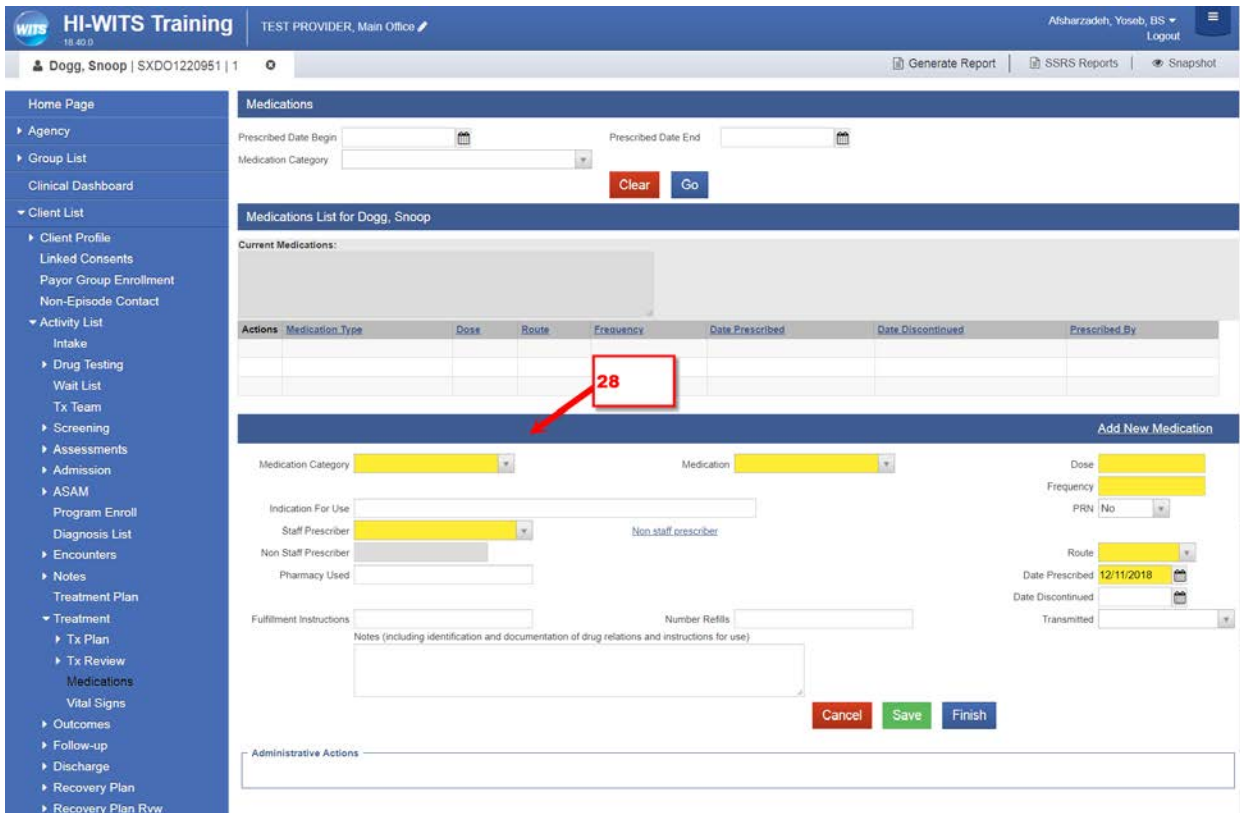 WITS HI-WITS Training TEST PROVIDER, Main Office Afsharzadeh, Yoseb, BS
18.40.0 Logout
Dogg, Snoop | SXDO1220951 | 1 Generate Report | SSRS Reports | Snapshot
Home Page
Agency
Group List
Clinical Dashboard
Client List
Client Profile
Linked Consents
Payor Group Enrollment
Non-Episode Contact
Activity List
Intake
Drug Testing
Wait List
Tx Team
Screening
Assessments
Admission
ASAM
Program Enroll
Diagnosis List
Encounters
Notes
Treatment Plan
Treatment
Tx Plan
Tx Review
Medications
Vital Signs
Outcomes
Follow-up
Discharge
Recovery Plan
Recovery Plan Rvw
Medications
Prescribed Date Begin Prescribed Date End
Medication Category
Clear Go
Medications List for Dogg, Snoop
Current Medications:
Actions Medication Type Dose Route Frequency Date Prescribed Date Discontinued Prescribed By
28
Add New Medication
Medication Category Medication Dose
Frequency
Indication For Use PRN No
Staff Prescriber Non staff prescriber
Non Staff Prescriber Route
Pharmacy Used Date Prescribed 12/11/2018
Date Discontinued
Fulfillment Instructions Number Refills Transmitted
Notes (including identification and documentation of drug relations and instructions for use)
Cancel Save Finish
Administrative Actions